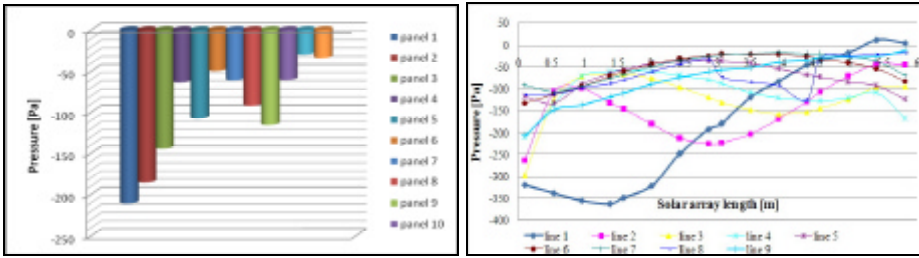 0
-50
-100
-150
-200
-250
Pressure [Pa]
panel 1
panel 2
panel 3
panel 4
panel 5
panel 6
panel 7
panel 8
panel 9
panel 10
50
0
-50
-100
-150
-200
-250
-300
-350
-400
Pressure [Pa]
0 0.5 1 1.5 6
Solar array length [m]
line 1 line 2 line 3 line 4 line 5
line 6 line 7 line 8 line 9